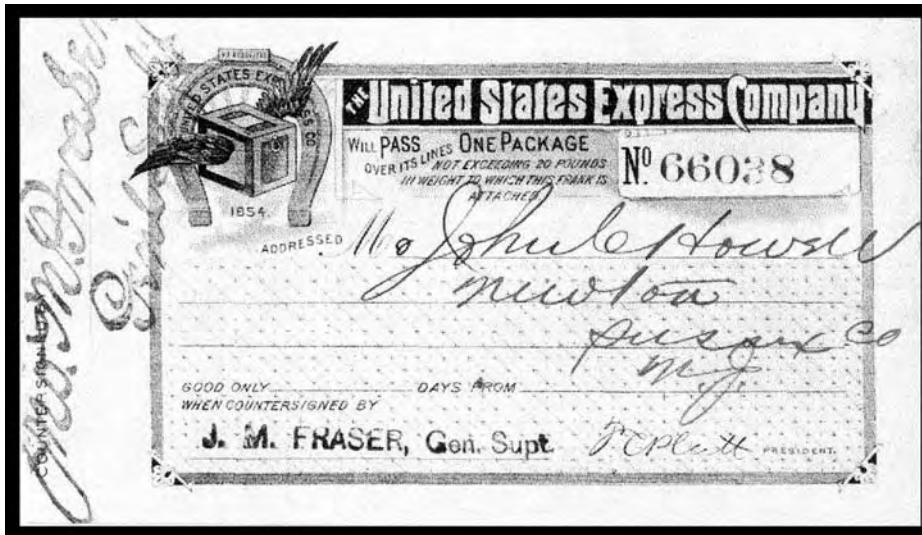 UNITED STATES EXPRESS CO
1854.
THE United States Express Company
WILL PASS ONE PACKAGE
OVER ITS LINES NOT EXCEEDING 20 POUNDS
IN WEIGHT TO WHICH THIS FRANK IS
ATTACHED.
No. 66038
ADDRESSED John C Howell
Newton
Sussex Co
N.J.
GOOD ONLY DAYS FROM
WHEN COUNTERSIGNED BY
J. M. FRASER, Gen. Supt. T C Platt PRESIDENT.
COUNTER SIGNATURE